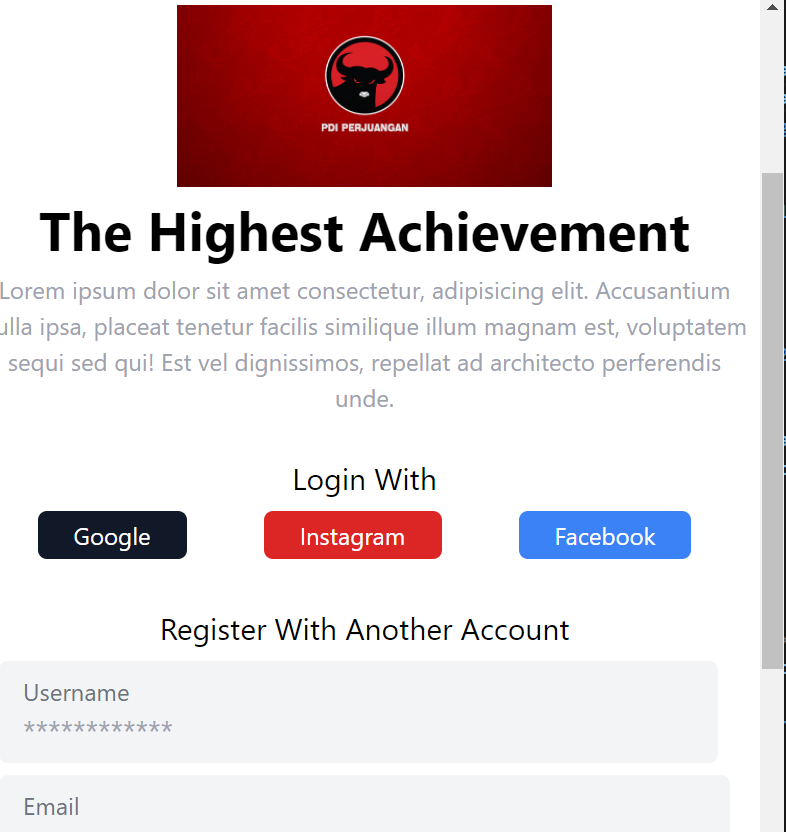 PDI PERJUANGAN
The Highest Achievement
Lorem ipsum dolor sit amet consectetur, adipisicing elit. Accusantium
ulla ipsa, placeat tenetur facilis similique illum magnam est, voluptatem
sequi sed qui! Est vel dignissimos, repellat ad architecto perferendis
unde.
Login With
Google
Instagram
Facebook
Register With Another Account
Username
************
Email